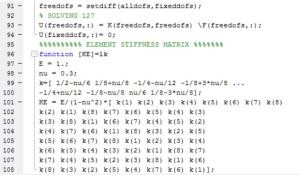 91 freedofs = setdiff(alldofs,fixeddofs);
92 % SOLVING 127
93 U(freedofs,:) = K(freedofs,freedofs) \F(freedofs,:);
94 U(fixeddofs,:)= 0;
95 %%%%%%%%%% ELEMENT STIFFNESS MATRIX %%%%%%%
96 function [KE]=lk
97 E = 1.;
98 nu = 0.3;
99 k=[ 1/2-nu/6 1/8+nu/8 -1/4-nu/12 -1/8+3*nu/8 ...
100 -1/4+nu/12 -1/8-nu/8 nu/6 1/8-3*nu/8];
101 KE = E/(1-nu^2)*[ k(1) k(2) k(3) k(4) k(5) k(6) k(7) k(8)
102 k(2) k(1) k(8) k(7) k(6) k(5) k(4) k(3)
103 k(3) k(8) k(1) k(6) k(7) k(4) k(5) k(2)
104 k(4) k(7) k(6) k(1) k(8) k(3) k(2) k(5)
105 k(5) k(6) k(7) k(8) k(1) k(2) k(3) k(4)
106 k(6) k(5) k(4) k(3) k(2) k(1) k(8) k(7)
107 k(7) k(4) k(5) k(2) k(3) k(8) k(1) k(6)
108 k(8) k(3) k(2) k(5) k(4) k(7) k(6) k(1)];